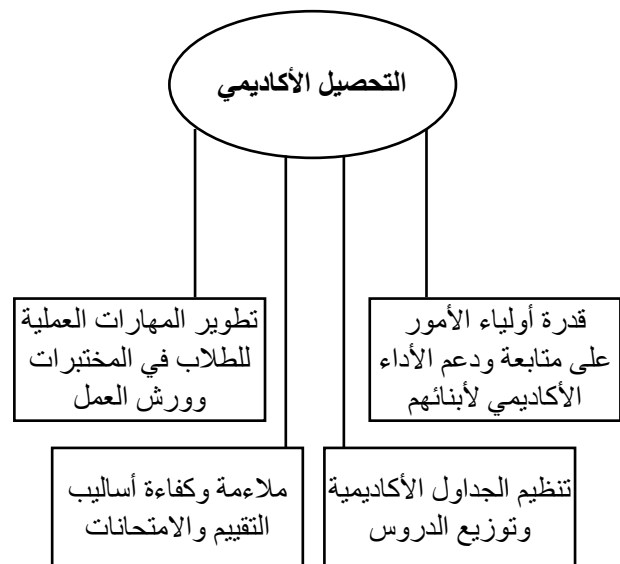 التحصيل الأكاديمي
قدرة أولياء الأمور
على متابعة ودعم الأداء
الأكاديمي لأبنائهم
تطوير المهارات العملية
للطلاب في المختبرات
وورش العمل
تنظيم الجداول الأكاديمية
وتوزيع الدروس
ملاءمة وكفاءة أساليب
التقييم والامتحانات